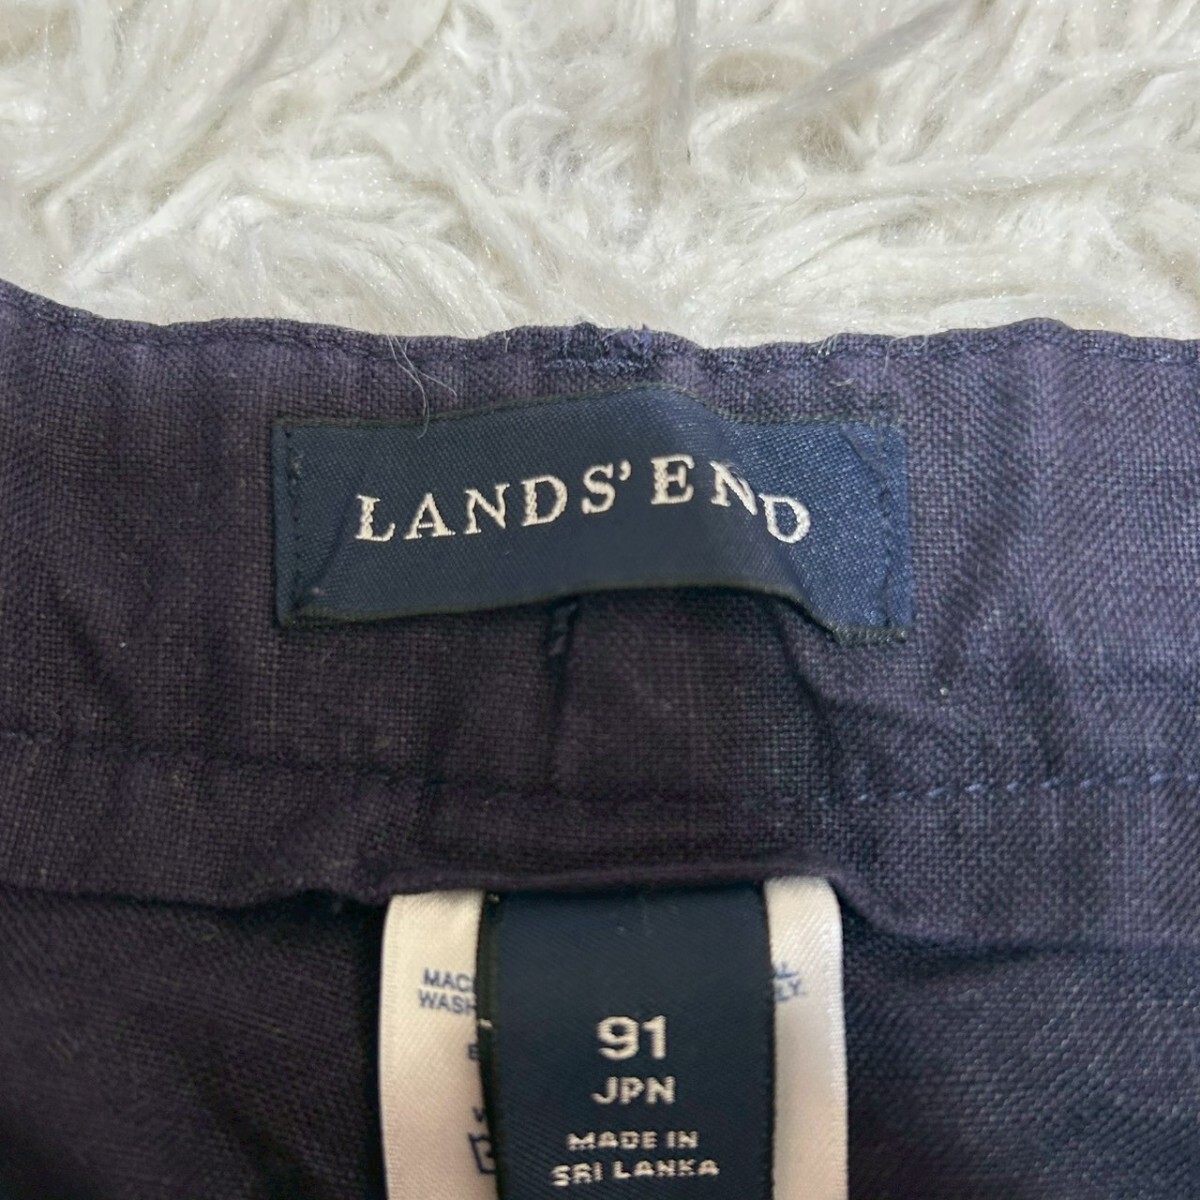 LANDS' END
91
JPN
MADE IN
SRI LANKA